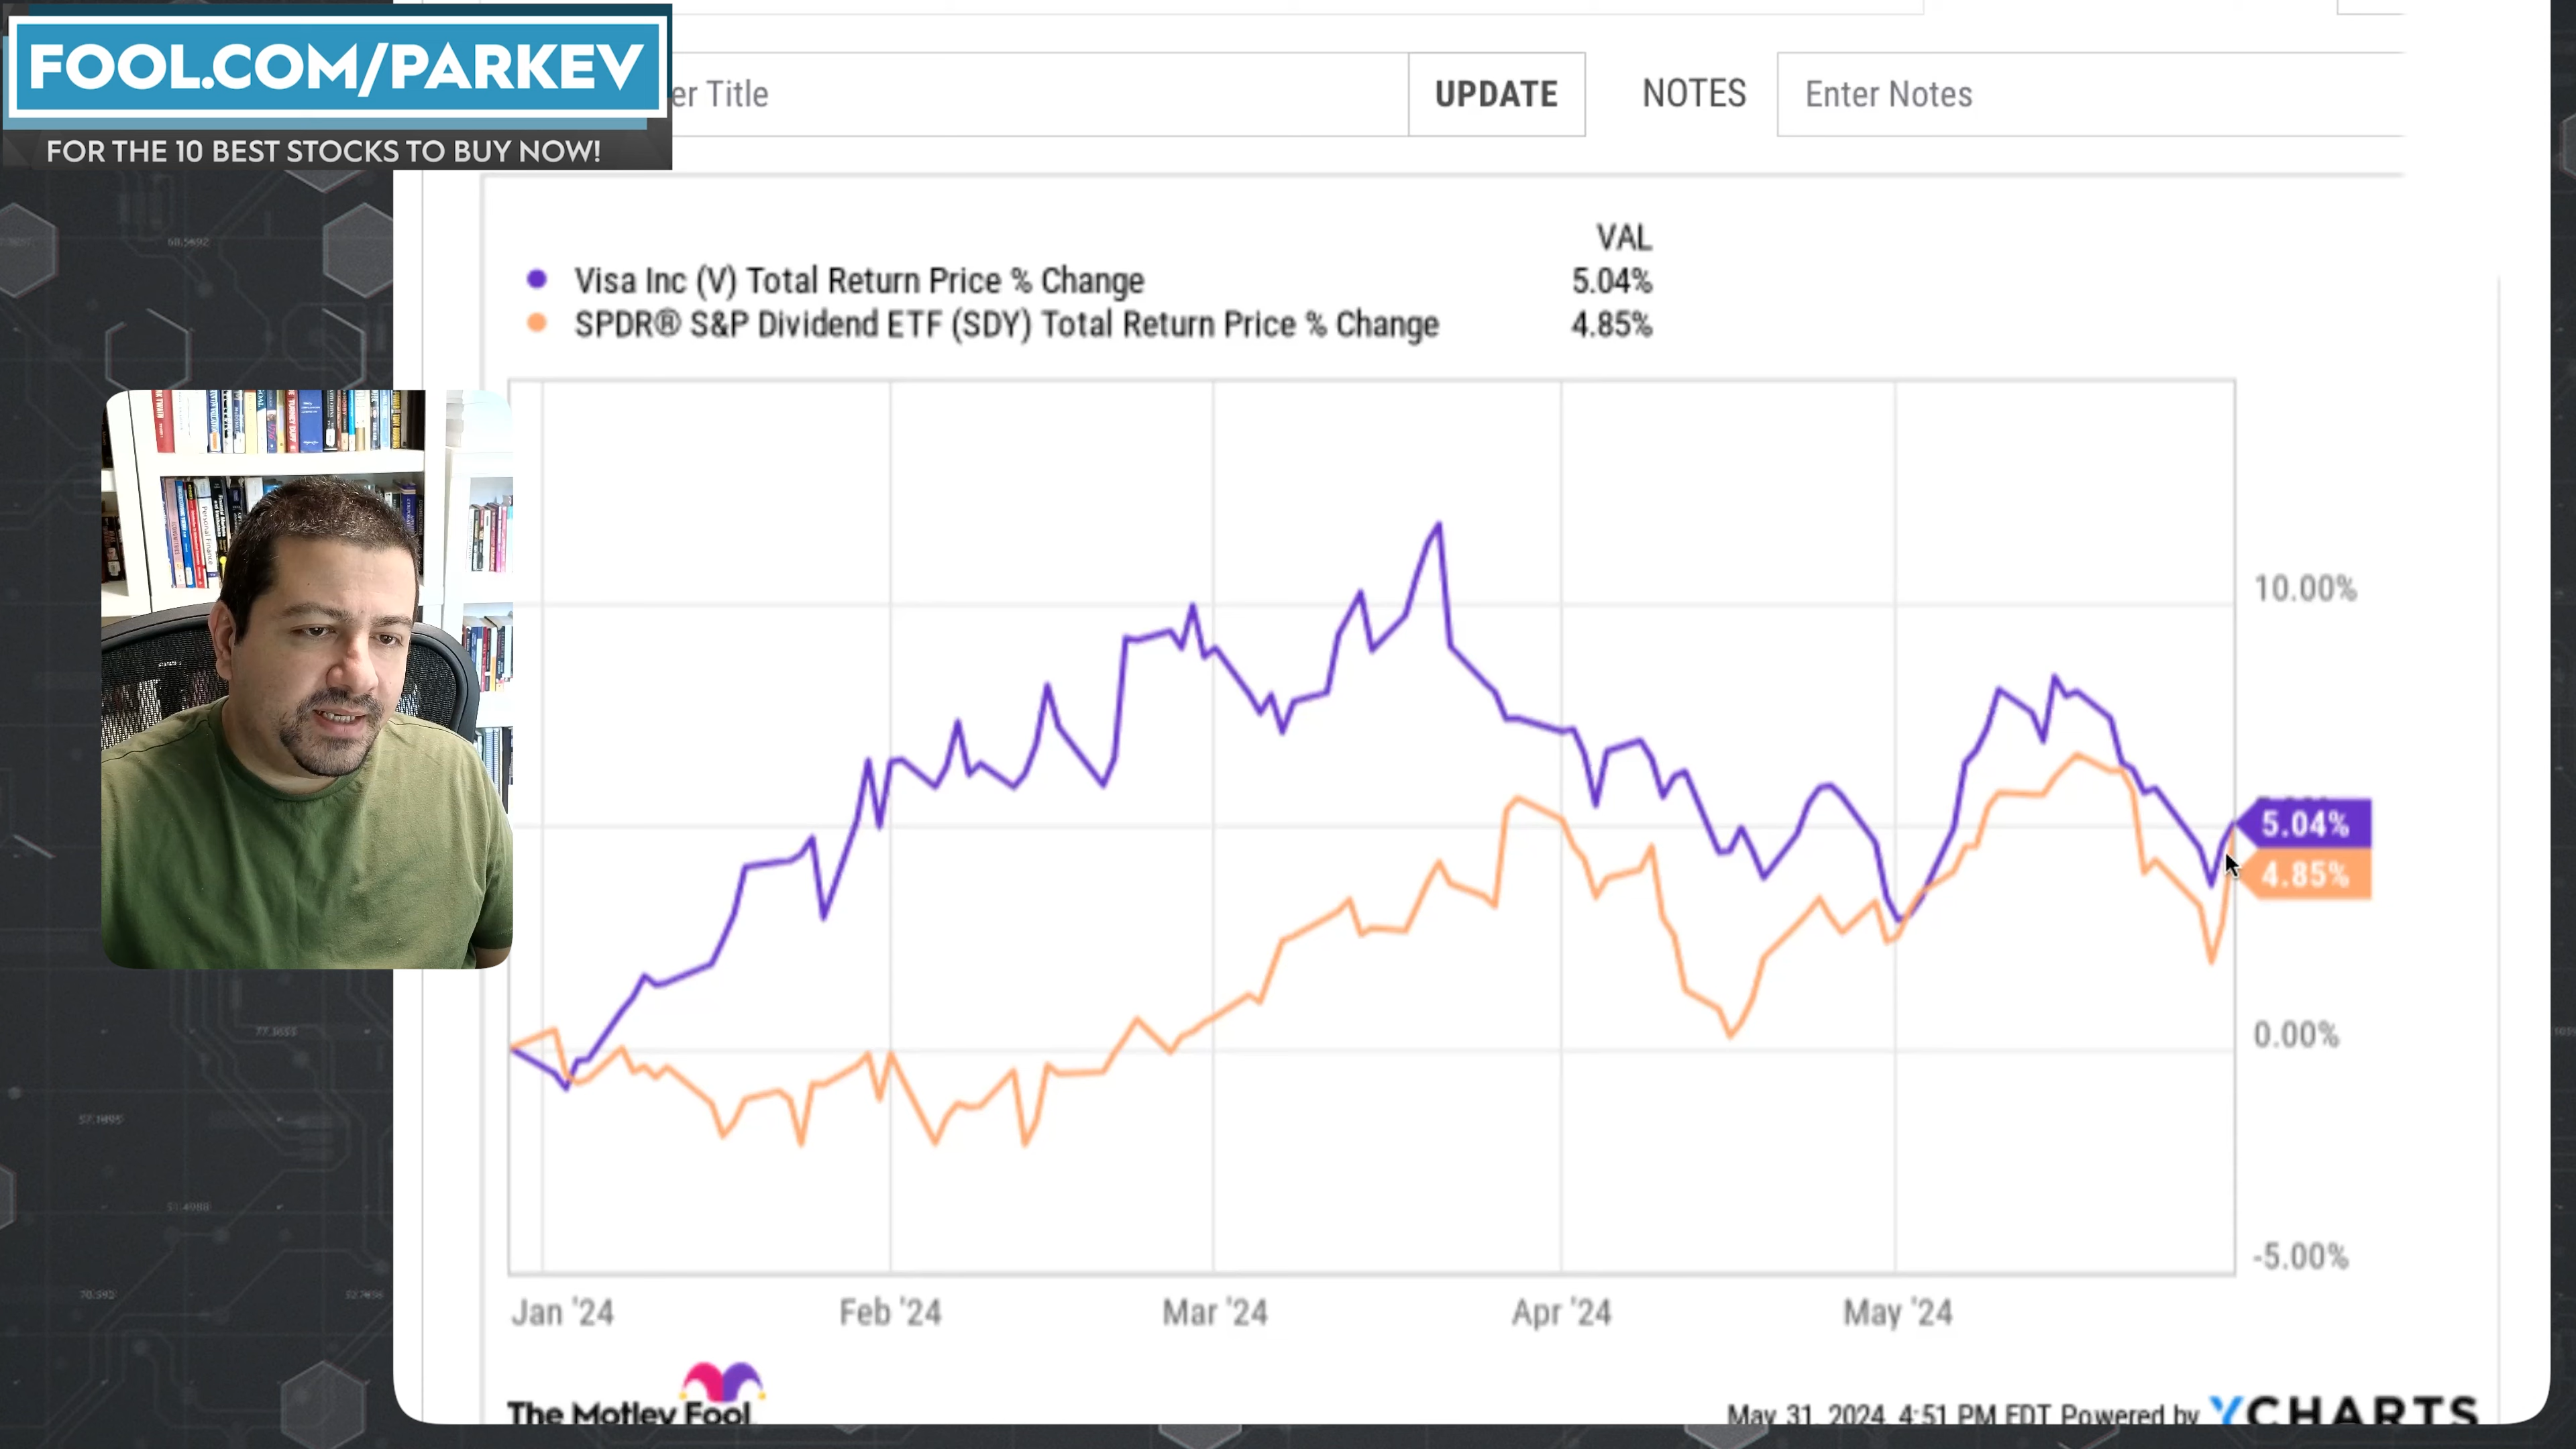 FOOL.COM/PARKEV
FOR THE 10 BEST STOCKS TO BUY NOW!
er Title
UPDATE
NOTES
Enter Notes
VAL
Visa Inc (V) Total Return Price % Change 5.04%
SPDR® S&P Dividend ETF (SDY) Total Return Price % Change 4.85%
10.00%
5.04%
4.85%
0.00%
-5.00%
Jan '24 Feb '24 Mar '24 Apr '24 May '24
The Motley Fool
May 31, 2024, 4:51 PM EDT Powered by YCHARTS
Personal Finance